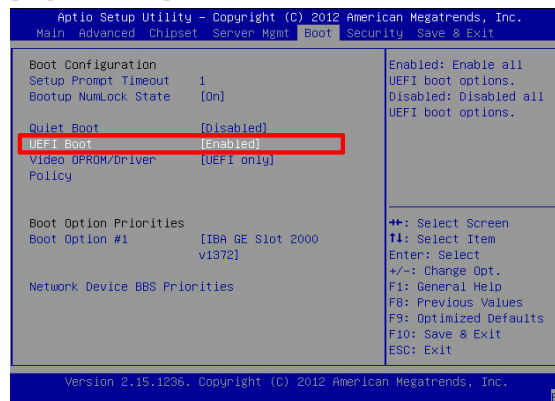 Aptio Setup Utility – Copyright (C) 2012 American Megatrends, Inc.
Main Advanced Chipset Server Mgmt Boot Security Save & Exit
Boot Configuration
Setup Prompt Timeout 1
Bootup NumLock State [On]
Quiet Boot [Disabled]
UEFI Boot [Enabled]
Video OPROM/Driver [UEFI only]
Policy
Boot Option Priorities
Boot Option #1 [IBA GE Slot 2000
v1372]
Network Device BBS Priorities
Enabled: Enable all
UEFI boot options.
Disabled: Disabled all
UEFI boot options.
→←: Select Screen
↑↓: Select Item
Enter: Select
+/-: Change Opt.
F1: General Help
F8: Previous Values
F9: Optimized Defaults
F10: Save & Exit
ESC: Exit
Version 2.15.1236. Copyright (C) 2012 American Megatrends, Inc.